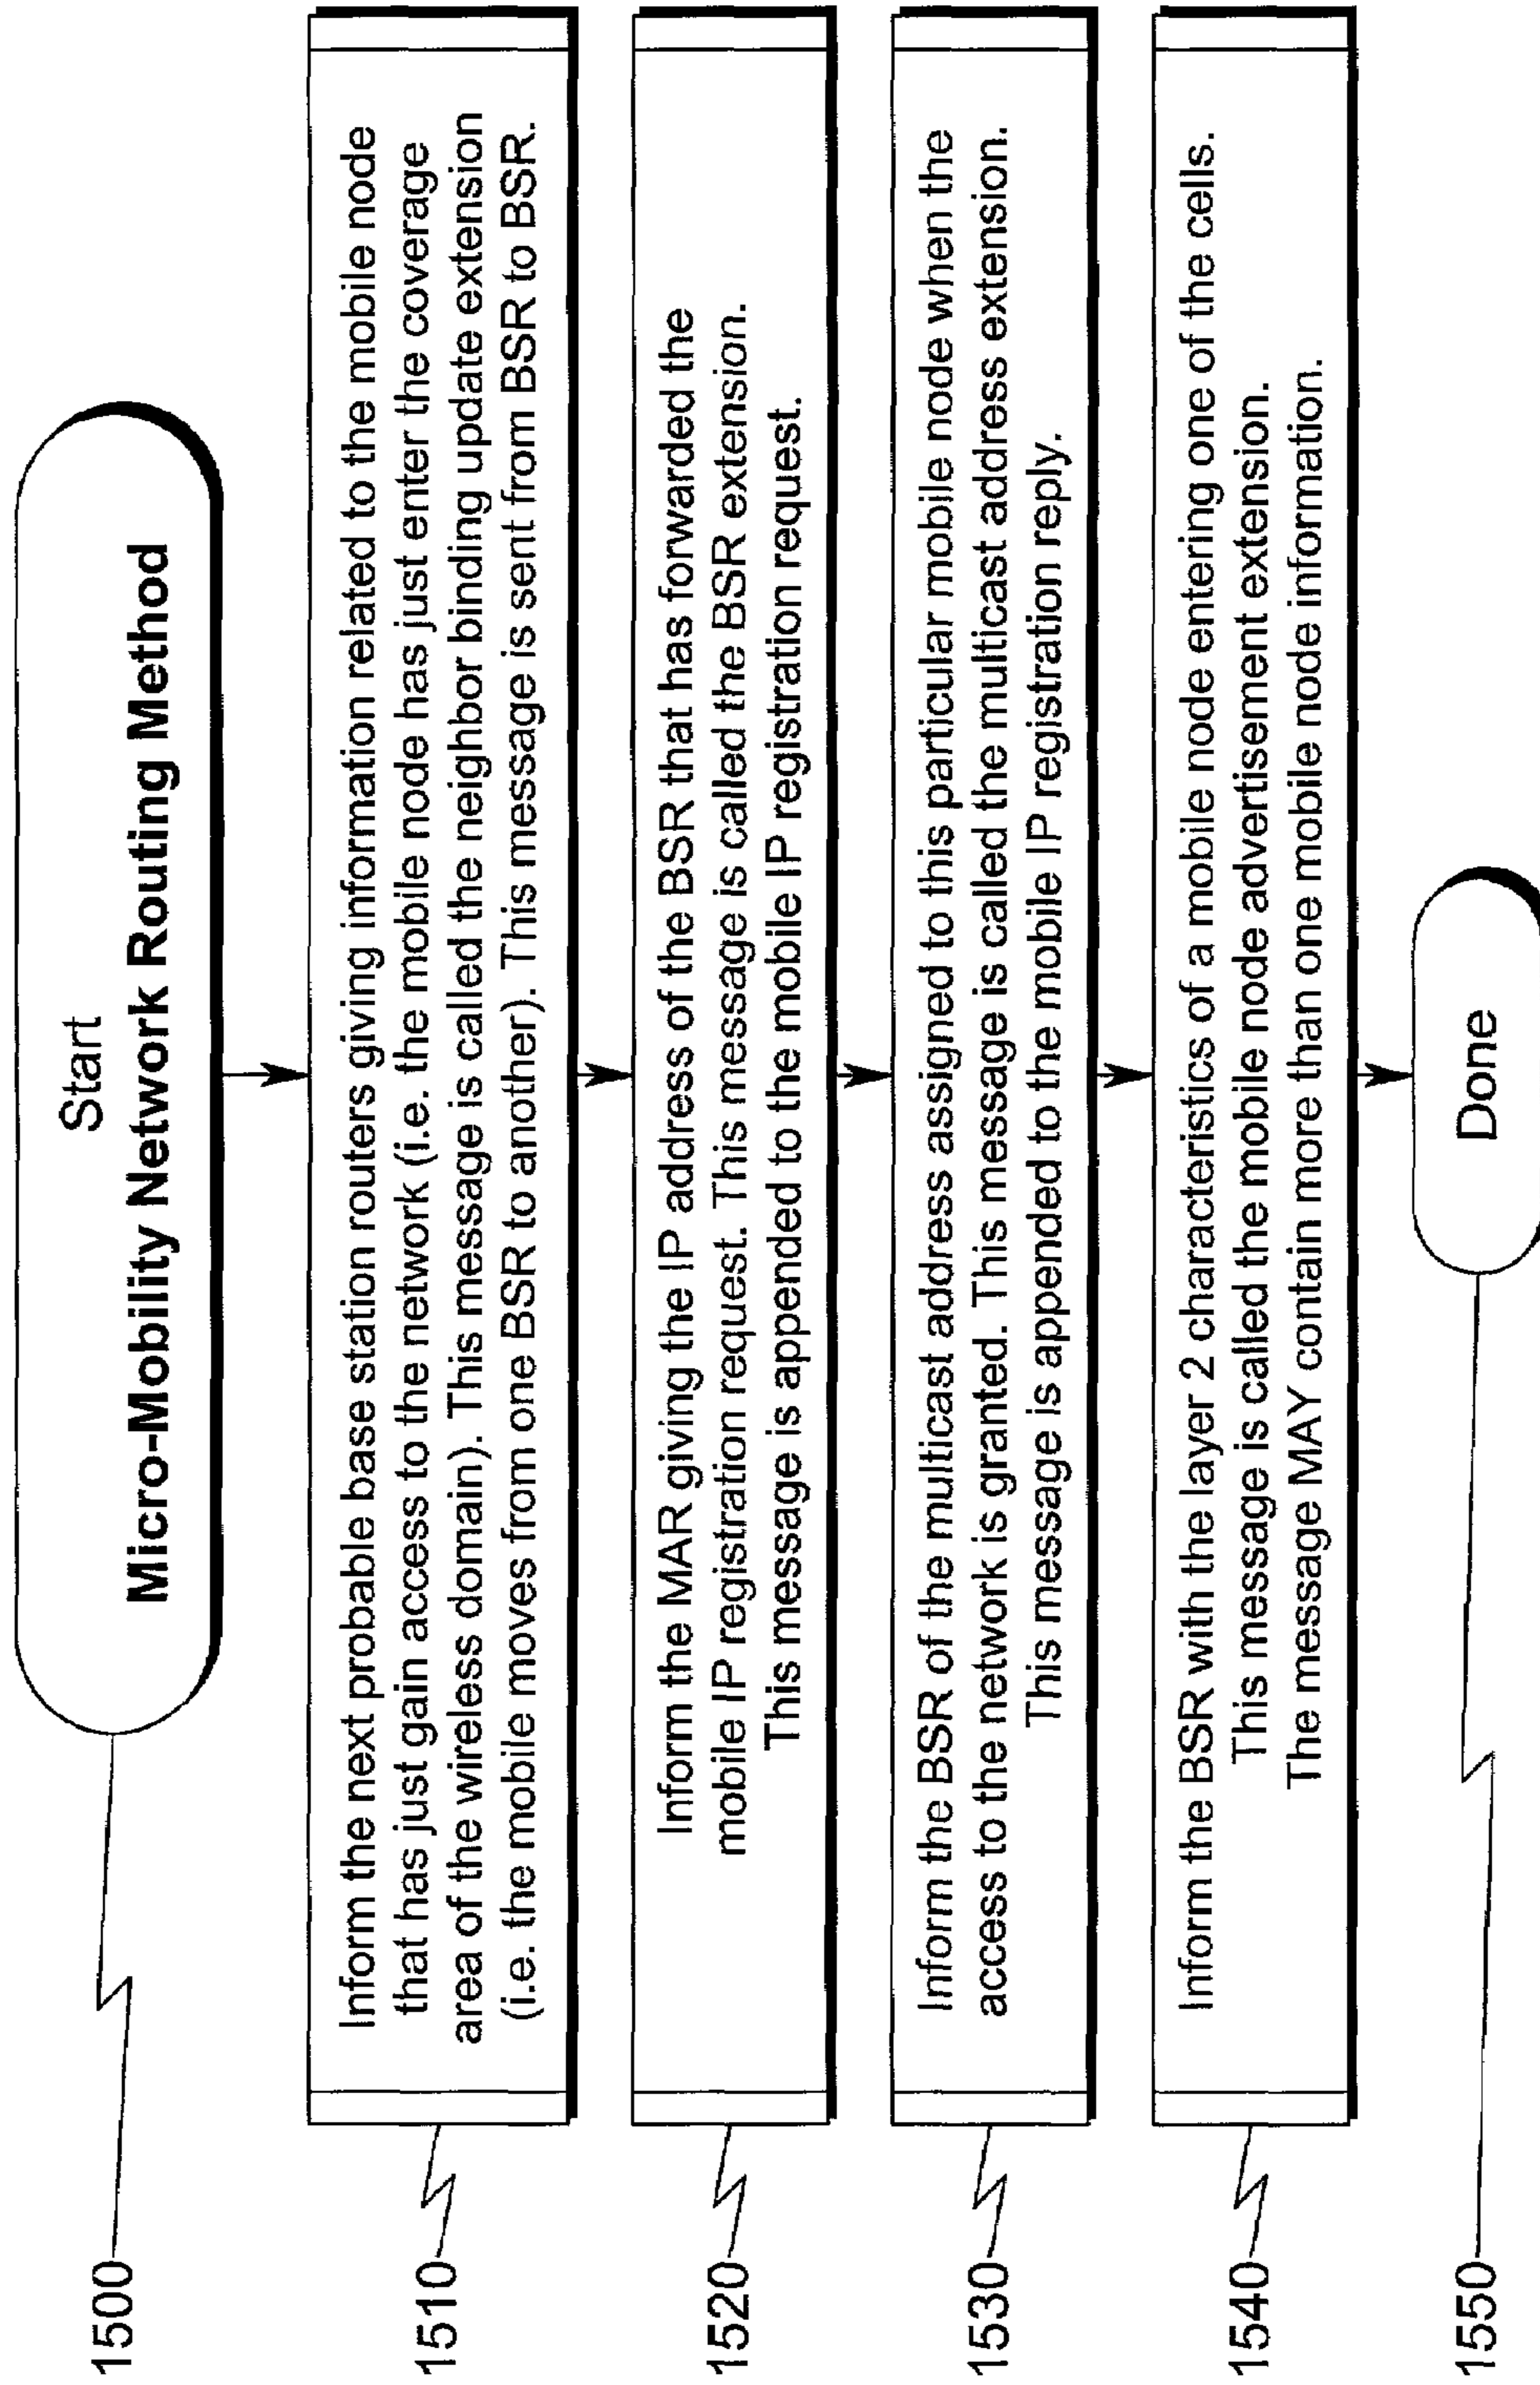 Start
Micro-Mobility Network Routing Method
1500
Inform the next probable base station routers giving information related to the mobile node
that has just gain access to the network (i.e. the mobile node has just enter the coverage
area of the wireless domain). This message is called the neighbor binding update extension
(i.e. the mobile moves from one BSR to another). This message is sent from BSR to BSR.
1510
Inform the MAR giving the IP address of the BSR that has forwarded the
mobile IP registration request. This message is called the BSR extension.
This message is appended to the mobile IP registration request.
1520
Inform the BSR of the multicast address assigned to this particular mobile node when the
access to the network is granted. This message is called the multicast address extension.
This message is appended to the mobile IP registration reply.
1530
Inform the BSR with the layer 2 characteristics of a mobile node entering one of the cells.
This message is called the mobile node advertisement extension.
The message MAY contain more than one mobile node information.
1540
Done
1550